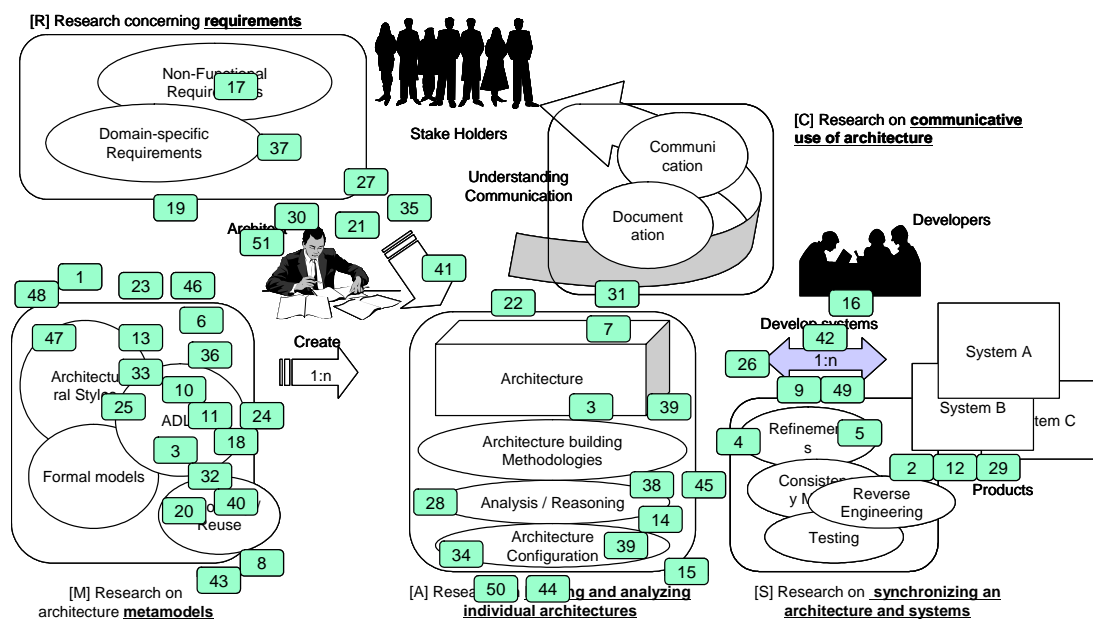 [R] Research concerning requirements
Non-Functional
17
Domain-specific
Requirements
37
Stake Holders
[C] Research on communicative
use of architecture
Communi
cation
Understanding
Communication
Document
ation
Developers
27
19
35
30
21
51
41
31
22
16
1
23
46
48
6
47
13
36
33
10
25
11
24
18
3
32
20
40
8
43
ADL
Formal models
Reuse
[M] Research on
architecture metamodels
Create
1:n
7
Architecture
3
39
Architecture building
Methodologies
38
45
28
Analysis / Reasoning
14
Architecture
Configuration
39
34
15
50
44
[A]
and analyzing
individual architectures
Develop systems
42
1:n
26
9
49
System A
System B
tem C
4
5
2
12
29
Products
Reverse
Engineering
Testing
[S] Research on synchronizing an
architecture and systems